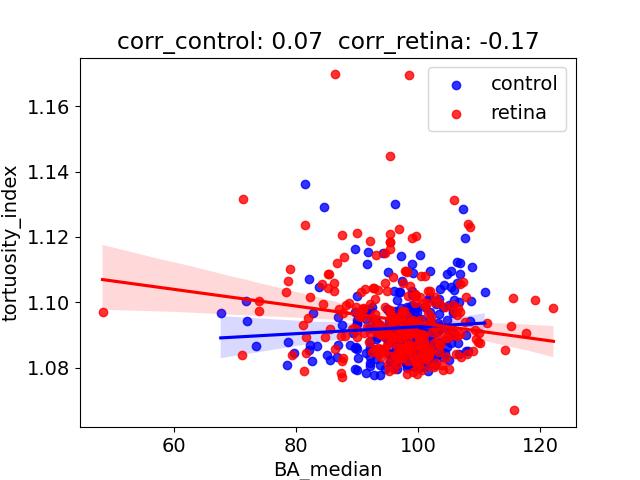 corr_control: 0.07  corr_retina: -0.17
control
retina
tortuosity_index
1.16
1.14
1.12
1.10
1.08
60
80
100
120
BA_median